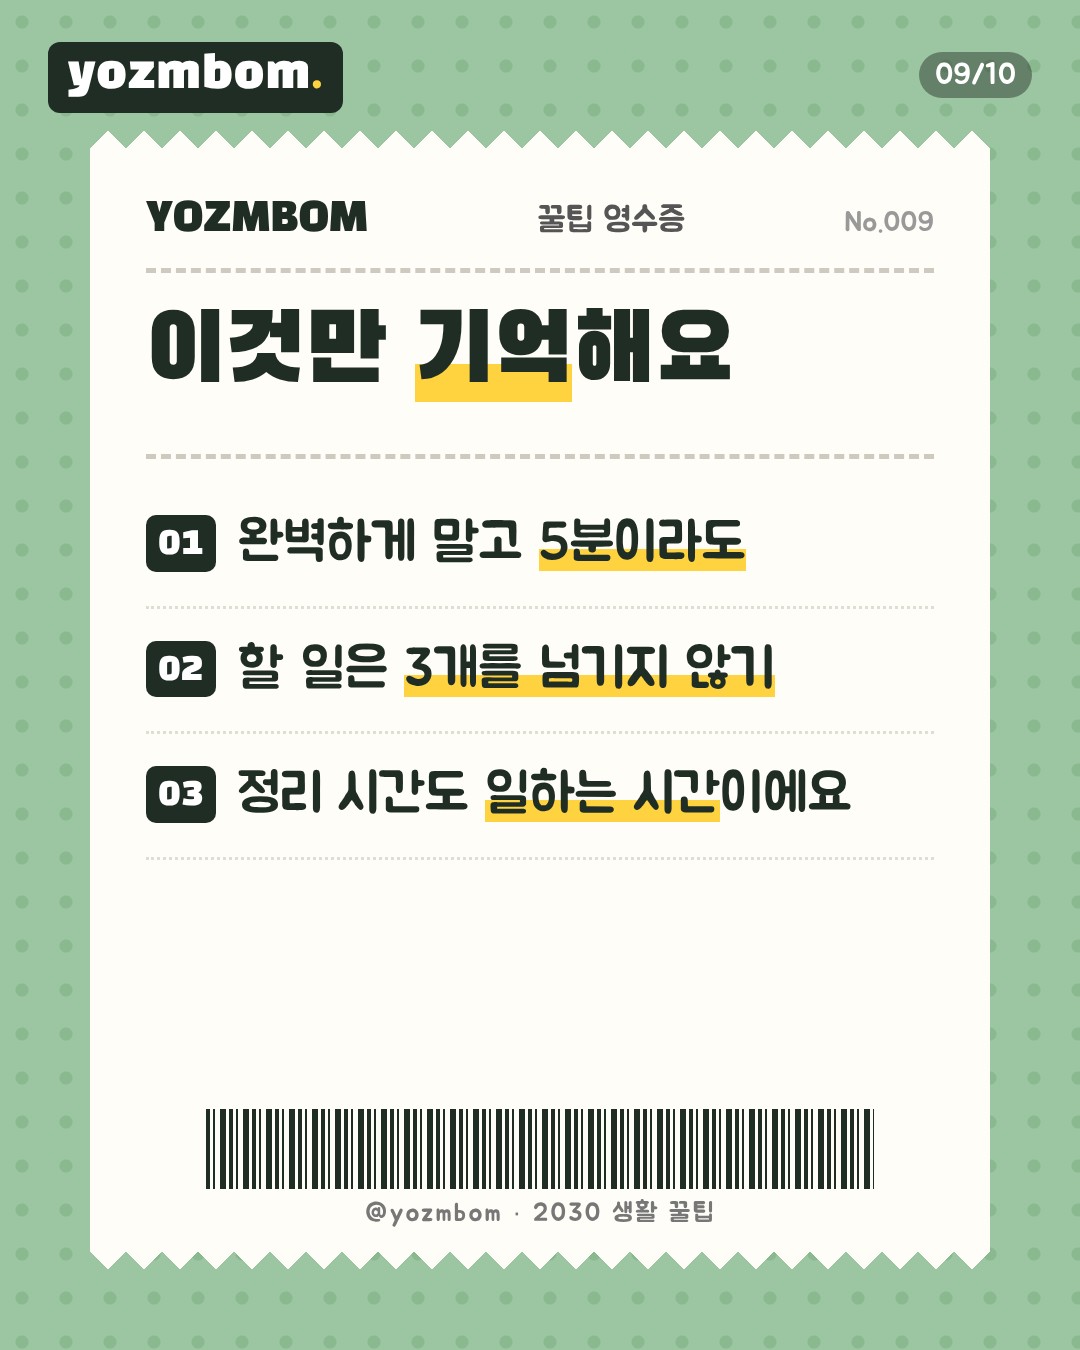 yozmbom.
09/10
YOZMBOM 꿀팁 영수증 No.009
이것만 기억해요
01 완벽하게 말고 5분이라도
02 할 일은 3개를 넘기지 않기
03 정리 시간도 일하는 시간이에요
@yozmbom · 2030 생활 꿀팁